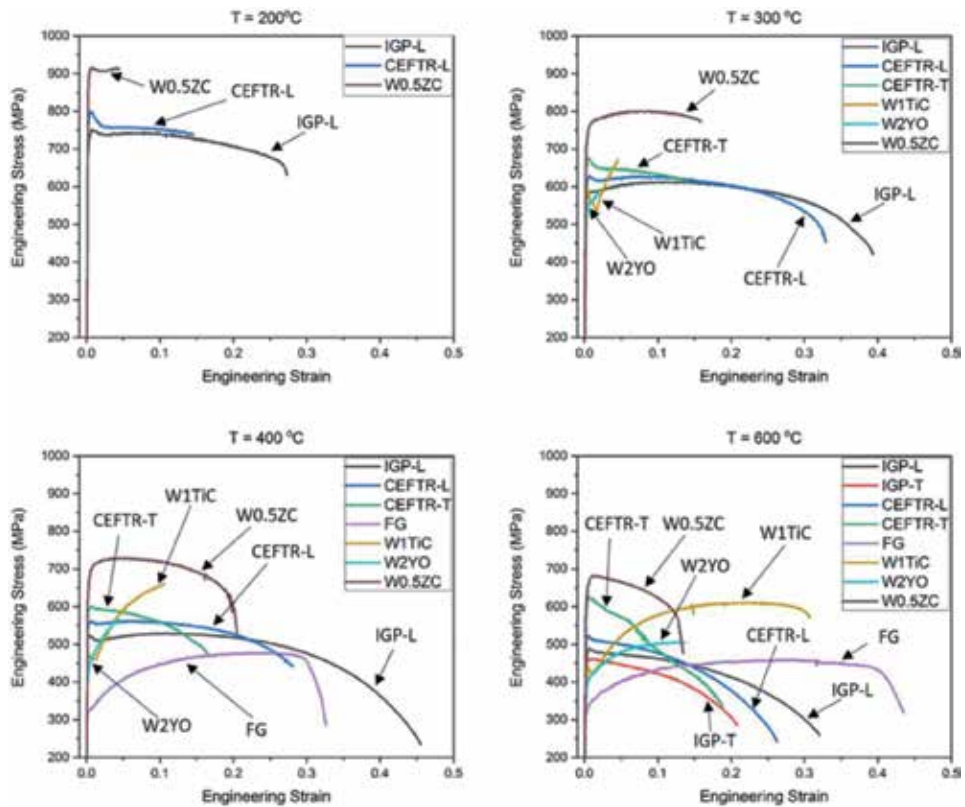 T = 200°C
1000
900
800
700
600
500
400
300
200
0.0 0.1 0.2 0.3 0.4 0.5
Engineering Stress (MPa)
Engineering Strain
IGP-L
CEFTR-L
W0.5ZC
W0.5ZC
CEFTR-L
IGP-L
T = 300 °C
1000
900
800
700
600
500
400
300
200
0.0 0.1 0.2 0.3 0.4 0.5
Engineering Stress (MPa)
Engineering Strain
IGP-L
CEFTR-L
CEFTR-T
W1TiC
W2YO
W0.5ZC
W0.5ZC
CEFTR-T
IGP-L
W1TiC
W2YO
CEFTR-L
T = 400 °C
1000
900
800
700
600
500
400
300
200
0.0 0.1 0.2 0.3 0.4 0.5
Engineering Stress (MPa)
Engineering Strain
IGP-L
CEFTR-L
CEFTR-T
FG
W1TiC
W2YO
W0.5ZC
W1TiC
CEFTR-T
W0.5ZC
CEFTR-L
IGP-L
W2YO
FG
T = 600 °C
1000
900
800
700
600
500
400
300
200
0.0 0.1 0.2 0.3 0.4 0.5
Engineering Stress (MPa)
Engineering Strain
IGP-L
IGP-T
CEFTR-L
CEFTR-T
FG
W1TiC
W2YO
W0.5ZC
CEFTR-T
W0.5ZC
W2YO
W1TiC
CEFTR-L
FG
IGP-L
IGP-T